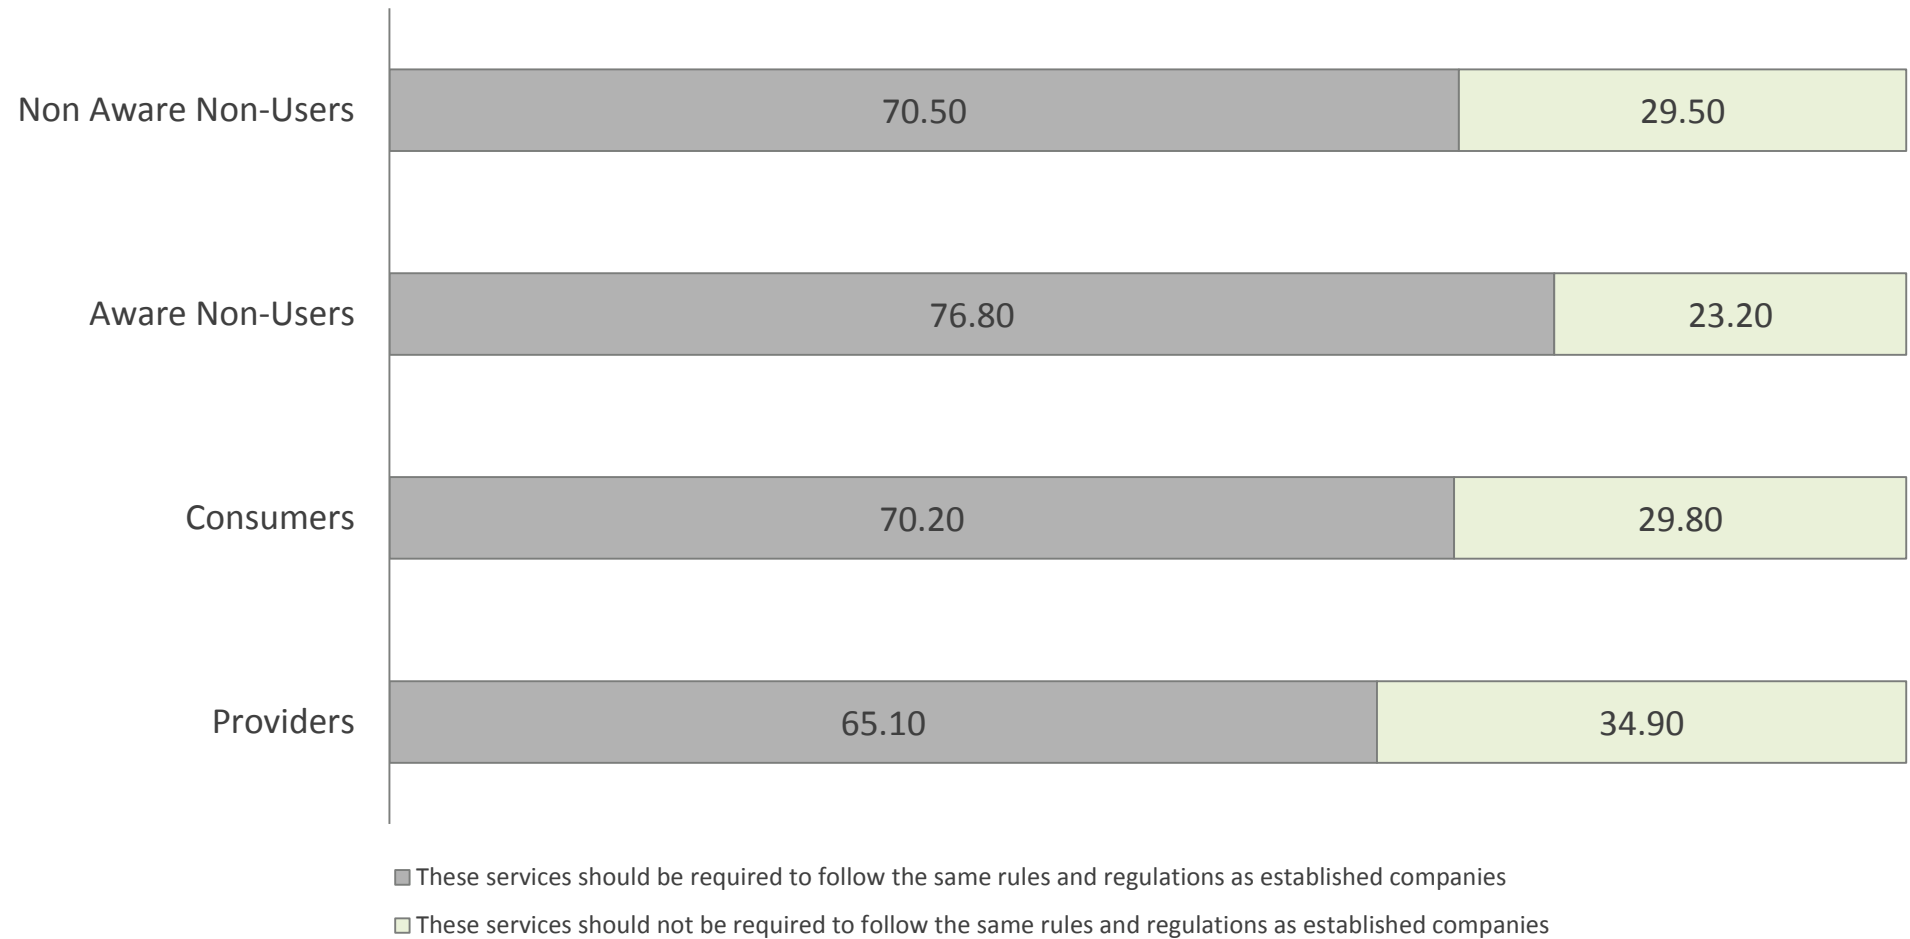 Non Aware Non-Users 70.50 29.50
Aware Non-Users 76.80 23.20
Consumers 70.20 29.80
Providers 65.10 34.90
These services should be required to follow the same rules and regulations as established companies
These services should not be required to follow the same rules and regulations as established companies